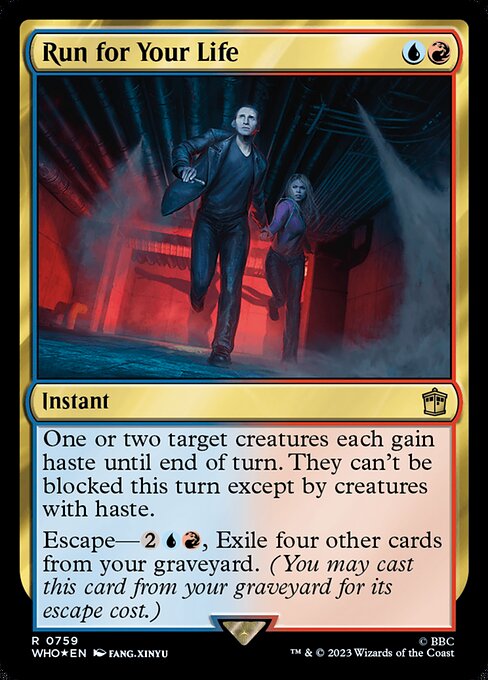 Run for Your Life
Instant
One or two target creatures each gain
haste until end of turn. They can't be
blocked this turn except by creatures
with haste.
Escape—2, Exile four other cards
from your graveyard. (You may cast
this card from your graveyard for its
escape cost.)
R 0759
WHO★EN FANG.XINYU
© BBC
™ & © 2023 Wizards of the Coast